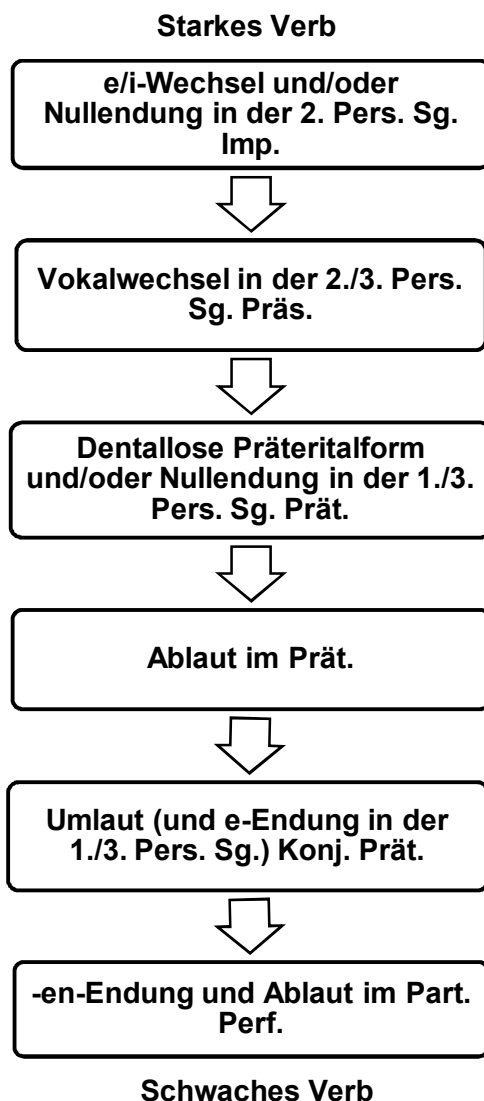 Starkes Verb
e/i-Wechsel und/oder
Nullendung in der 2. Pers. Sg.
Imp.
Vokalwechsel in der 2./3. Pers.
Sg. Präs.
Dentallose Präteritalform
und/oder Nullendung in der 1./3.
Pers. Sg. Prät.
Ablaut im Prät.
Umlaut (und e-Endung in der
1./3. Pers. Sg.) Konj. Prät.
-en-Endung und Ablaut im Part.
Perf.
Schwaches Verb